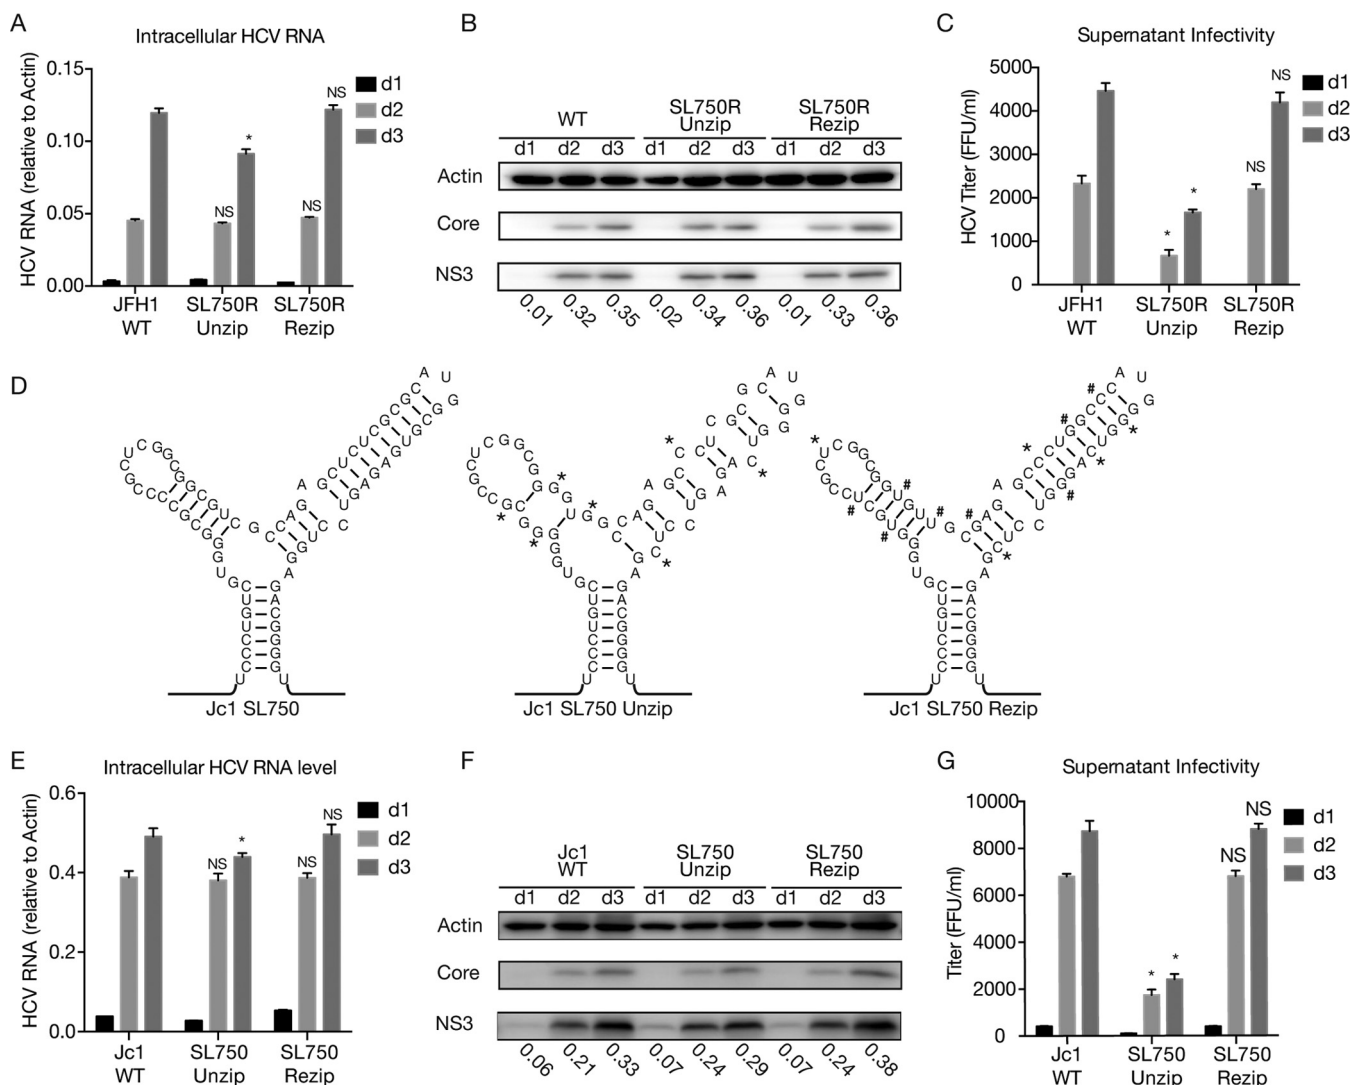 A
Intracellular HCV RNA
HCV RNA (relative to Actin)
0.15
0.10
0.05
0.00
NS
*
NS
NS
d1
d2
d3
JFH1 WT
SL750R Unzip
SL750R Rezip
B
WT
SL750R Unzip
SL750R Rezip
d1 d2 d3 d1 d2 d3 d1 d2 d3
Actin
Core
NS3
0.01 0.32 0.35 0.02 0.34 0.36 0.01 0.33 0.36
C
Supernatant Infectivity
HCV Titer (FFU/ml)
5000
4000
3000
2000
1000
0
*
*
NS
NS
d1
d2
d3
JFH1 WT
SL750R Unzip
SL750R Rezip
D
Jc1 SL750
Jc1 SL750 Unzip
Jc1 SL750 Rezip
E
Intracellular HCV RNA level
HCV RNA (relative to Actin)
0.6
0.4
0.2
0.0
NS
*
NS
NS
d1
d2
d3
Jc1 WT
SL750 Unzip
SL750 Rezip
F
Jc1 WT
SL750 Unzip
SL750 Rezip
d1 d2 d3 d1 d2 d3 d1 d2 d3
Actin
Core
NS3
0.06 0.21 0.33 0.07 0.24 0.29 0.07 0.24 0.38
G
Supernatant Infectivity
Titer (FFU/ml)
10000
8000
6000
4000
2000
0
*
*
NS
NS
d1
d2
d3
Jc1 WT
SL750 Unzip
SL750 Rezip